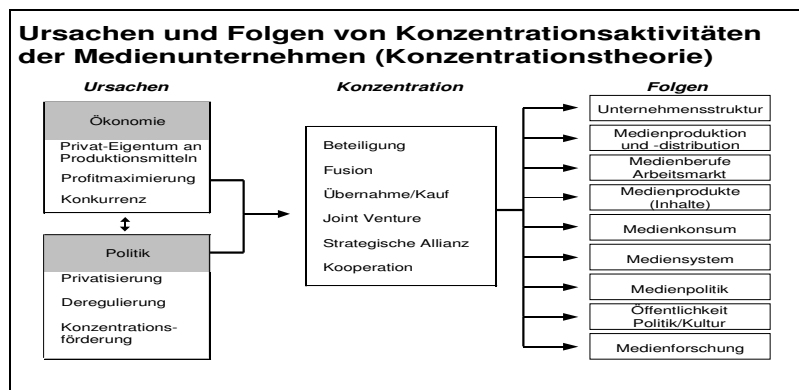 Ursachen und Folgen von Konzentrationsaktivitäten
der Medienunternehmen (Konzentrationstheorie)
Ursachen
Ökonomie
Privat-Eigentum an
Produktionsmitteln
Profitmaximierung
Konkurrenz
Politik
Privatisierung
Deregulierung
Konzentrations-
förderung
Konzentration
Beteiligung
Fusion
Übernahme/Kauf
Joint Venture
Strategische Allianz
Kooperation
Folgen
Unternehmensstruktur
Medienproduktion
und -distribution
Medienberufe
Arbeitsmarkt
Medienprodukte
(Inhalte)
Medienkonsum
Mediensystem
Medienpolitik
Öffentlichkeit
Politik/Kultur
Medienforschung